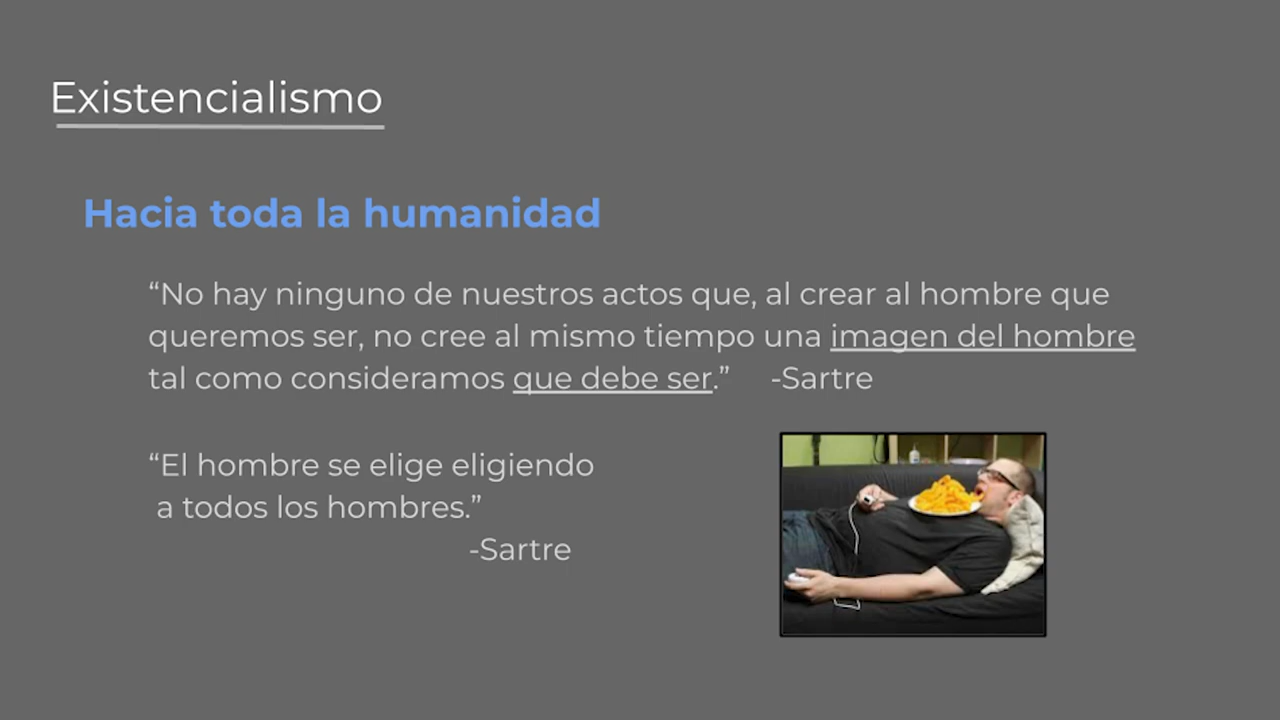 Existencialismo
Hacia toda la humanidad
“No hay ninguno de nuestros actos que, al crear al hombre que
queremos ser, no cree al mismo tiempo una imagen del hombre
tal como consideramos que debe ser.” -Sartre
“El hombre se elige eligiendo
a todos los hombres.”
-Sartre